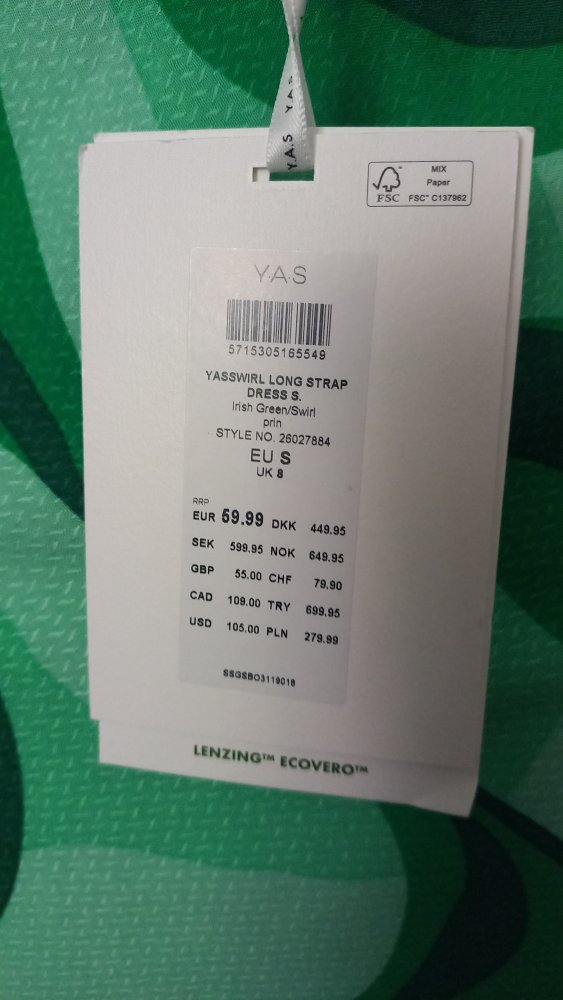 Y.A.S Y.A.S
MIX
Paper
FSC FSC™ C137962
Y.A.S
5715305165549
YASSWIRL LONG STRAP
DRESS S.
Irish Green/Swirl
prin
STYLE NO. 26027884
EU S
UK 8
RRP
EUR 59.99 DKK 449.95
SEK 599.95 NOK 649.95
GBP 55.00 CHF 79.90
CAD 109.00 TRY 699.95
USD 105.00 PLN 279.99
SSGSBO3119018
LENZING™ ECOVERO™